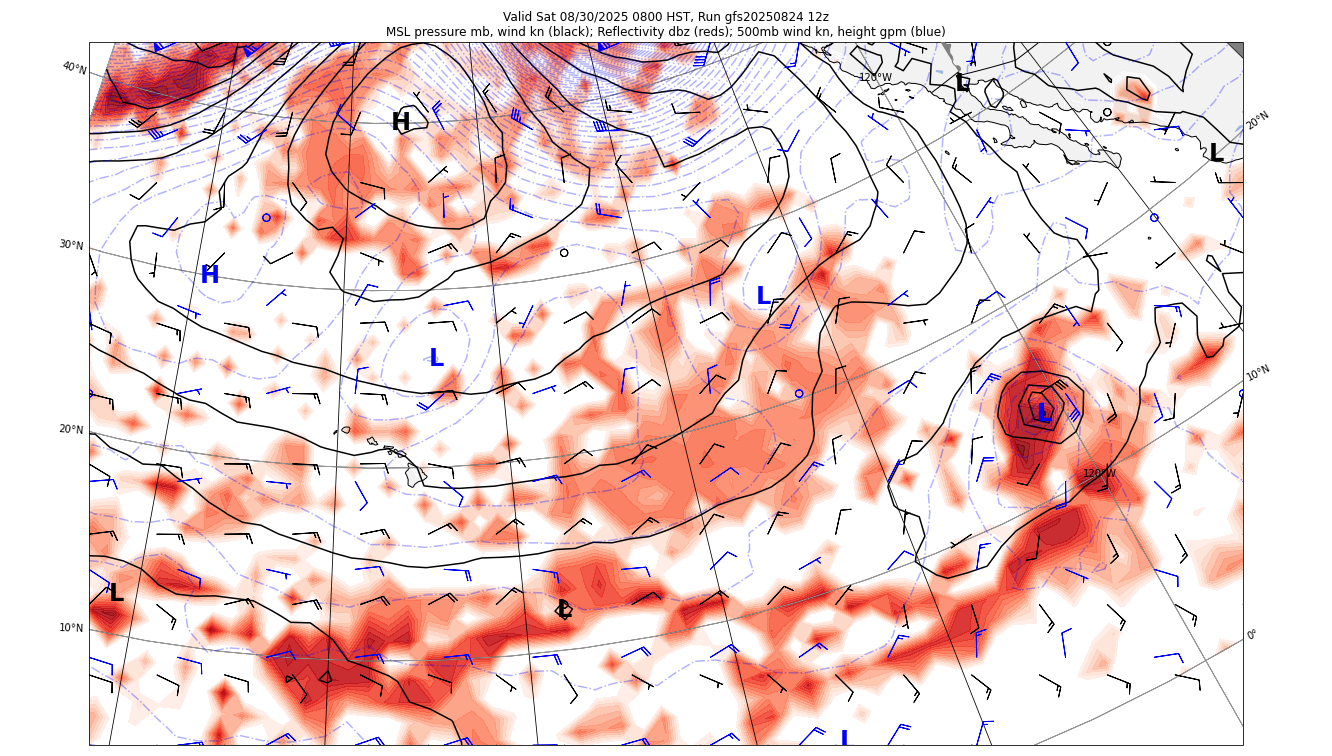 Valid Sat 08/30/2025 0800 HST, Run gfs20250824 12z
MSL pressure mb, wind kn (black); Reflectivity dbz (reds); 500mb wind kn, height gpm (blue)
40°N
120°W
L
20°N
H
L
30°N
H
L
L
10°N
L
20°N
120°W
L
L
10°N
0°
L